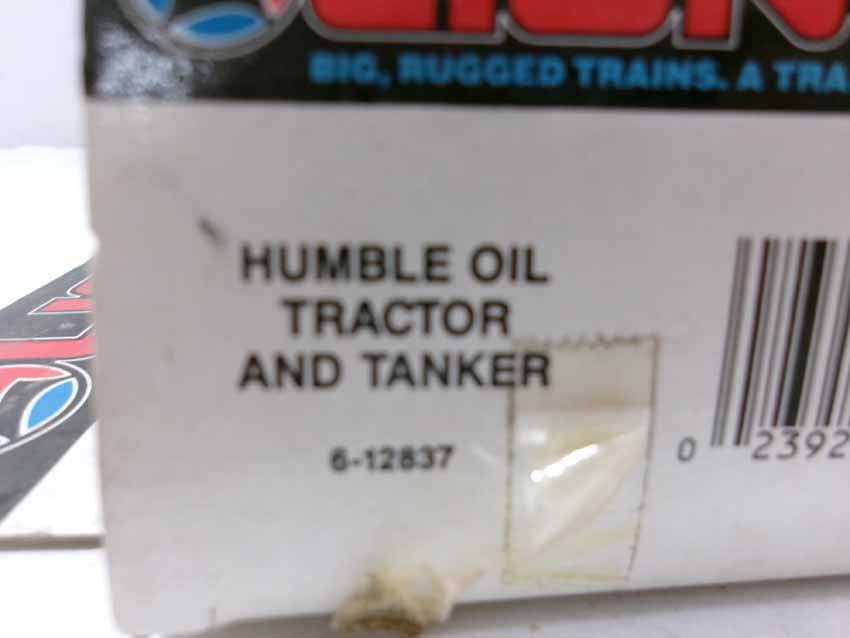 BIG, RUGGED TRAINS. A TRA
HUMBLE OIL
TRACTOR
AND TANKER
6-12837
0 2392